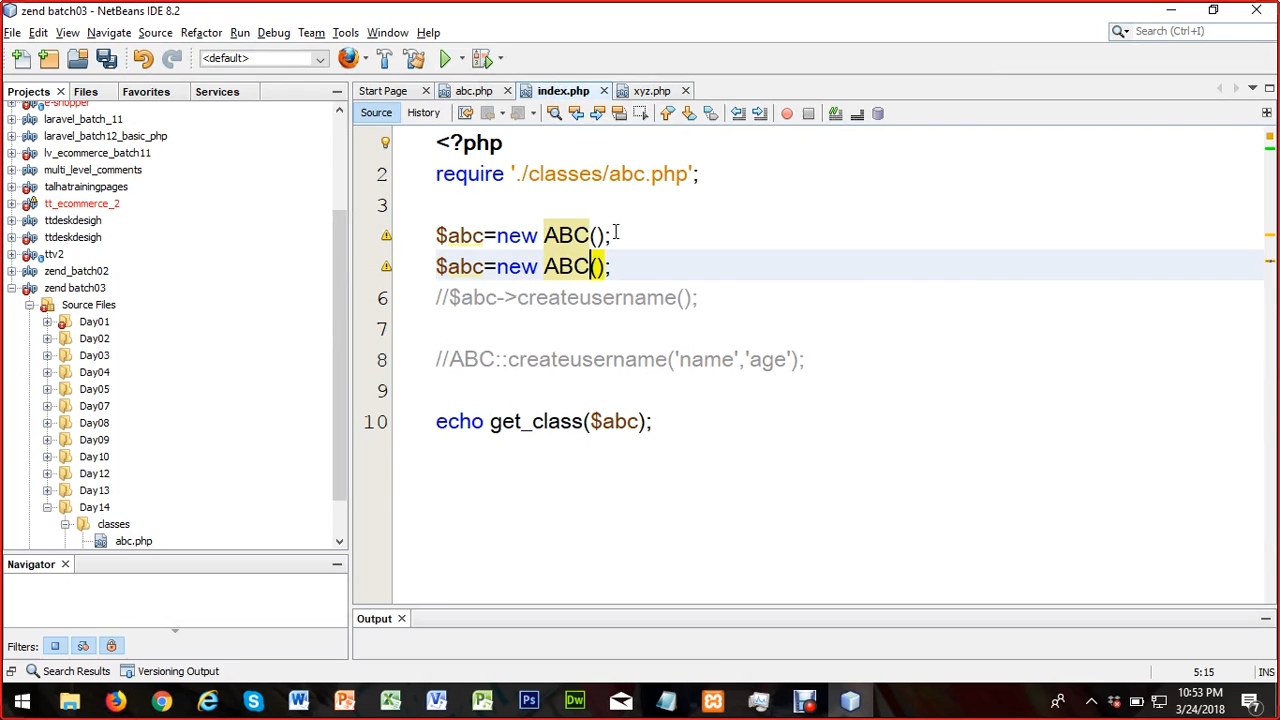 zend batch03 - NetBeans IDE 8.2
File Edit View Navigate Source Refactor Run Debug Team Tools Window Help
Search (Ctrl+I)
<default>
Projects Files Favorites Services
Start Page abc.php index.php xyz.php
Source History
e-shopper
laravel_batch_11
laravel_batch12_basic_php
lv_ecommerce_batch11
multi_level_comments
talhatrainingpages
tt_ecommerce_2
ttdeskdesigh
ttdeskdesigh
ttv2
zend_batch02
zend batch03
Source Files
Day01
Day02
Day03
Day04
Day05
Day07
Day08
Day09
Day10
Day12
Day13
Day14
classes
abc.php
<?php
2 require './classes/abc.php';
3
$abc=new ABC();
$abc=new ABC();
6 //$abc->createusername();
7
8 //ABC::createusername('name','age');
9
10 echo get_class($abc);
Navigator
Filters:
Output
Search Results Versioning Output
5:15 INS
10:53 PM
3/24/2018
7